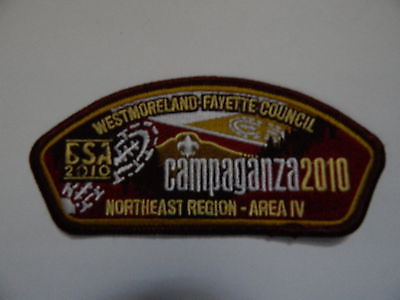 WESTMORELAND-FAYETTE COUNCIL
BSA
2010
campaganza2010
NORTHEAST REGION - AREA IV